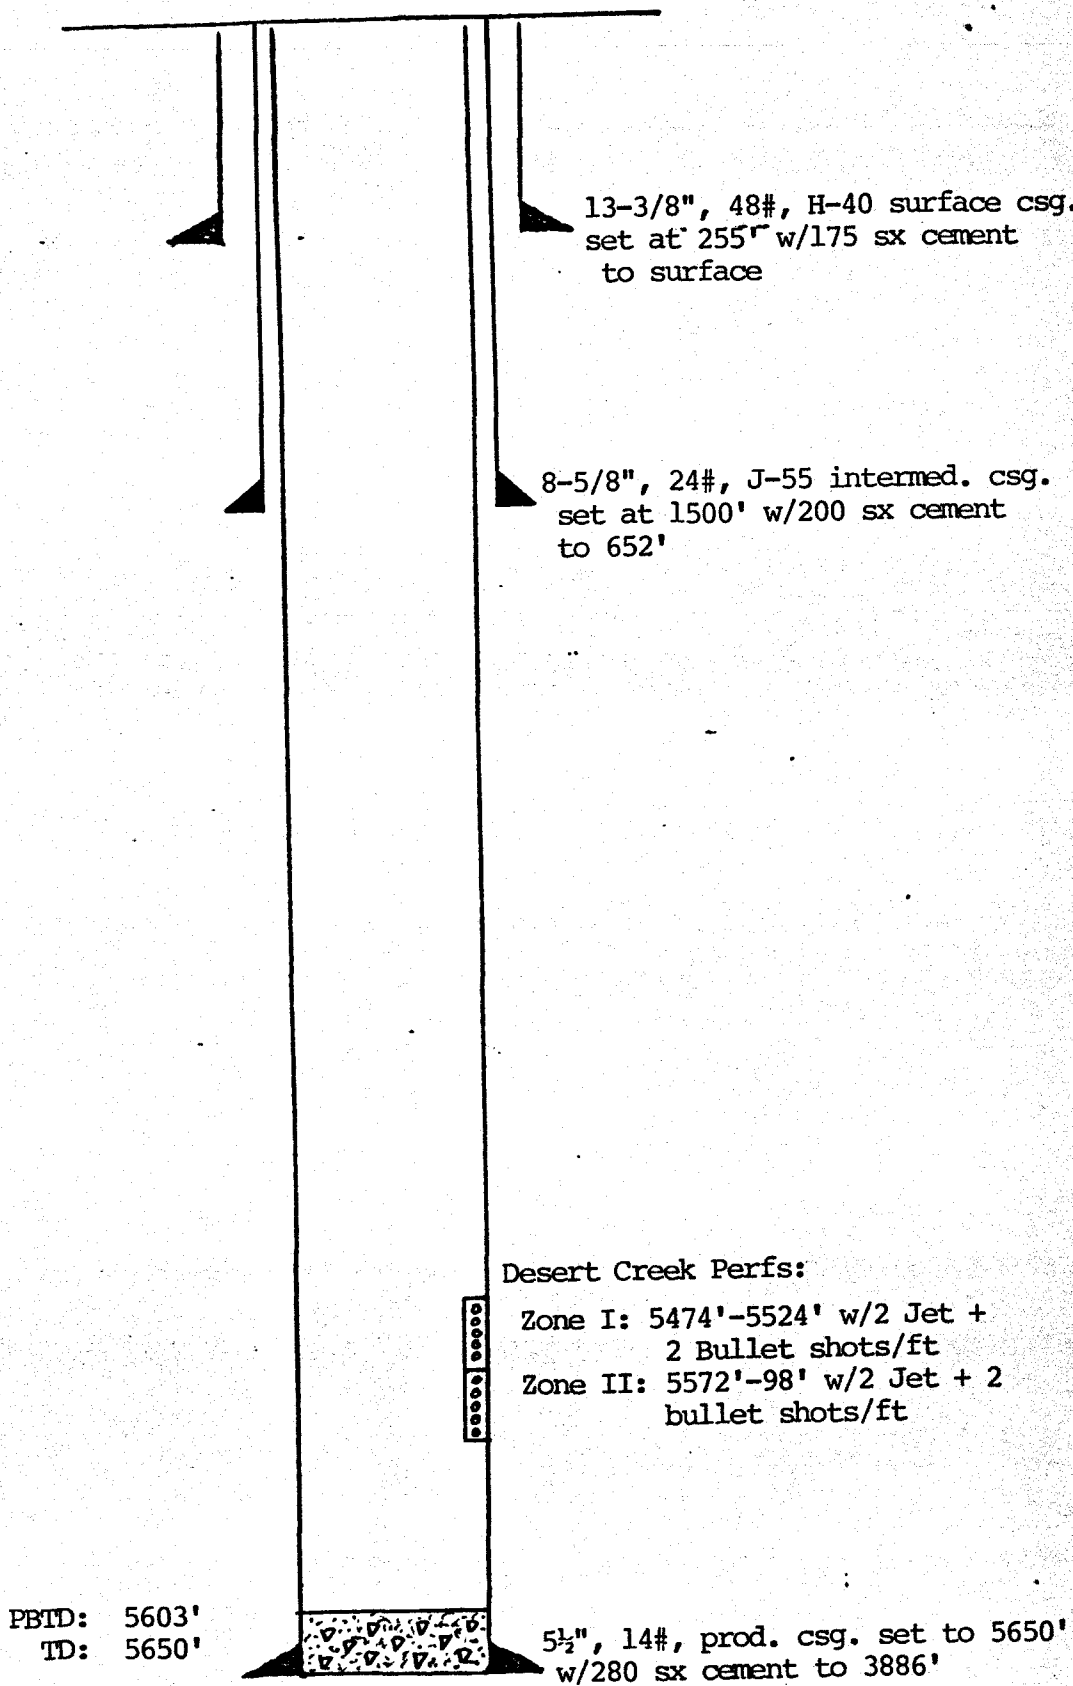 13-3/8", 48#, H-40 surface csg.
set at 255' w/175 sx cement
to surface
8-5/8", 24#, J-55 intermed. csg.
set at 1500' w/200 sx cement
to 652'
Desert Creek Perfs:
Zone I: 5474'-5524' w/2 Jet +
2 Bullet shots/ft
Zone II: 5572'-98' w/2 Jet + 2
bullet shots/ft
PBTD: 5603'
TD: 5650'
5½", 14#, prod. csg. set to 5650'
w/280 sx cement to 3886'